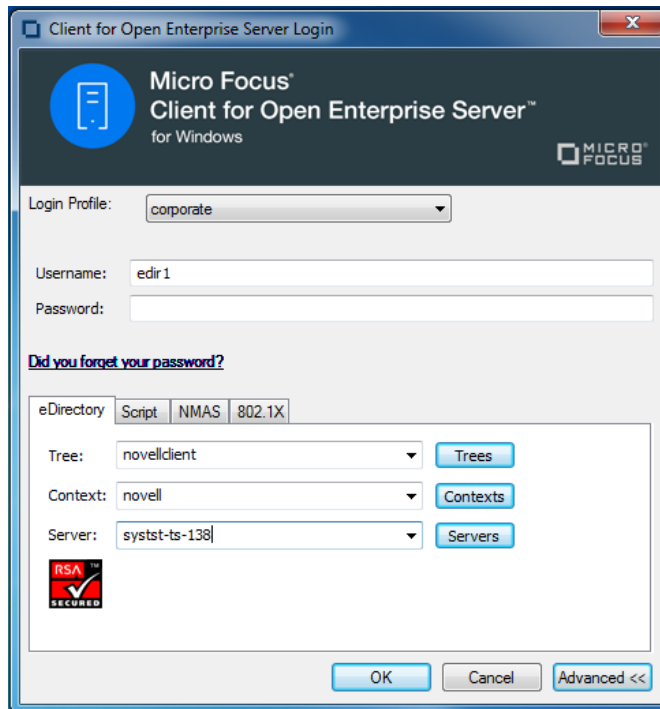 Client for Open Enterprise Server Login
Micro Focus®
Client for Open Enterprise Server™
for Windows
MICRO®
FOCUS
Login Profile: corporate
Username: edir1
Password:
Did you forget your password?
eDirectory Script NMAS 802.1X
Tree: novellclient Trees
Context: novell Contexts
Server: systst-ts-138 Servers
RSA™
SECURED
OK Cancel Advanced <<